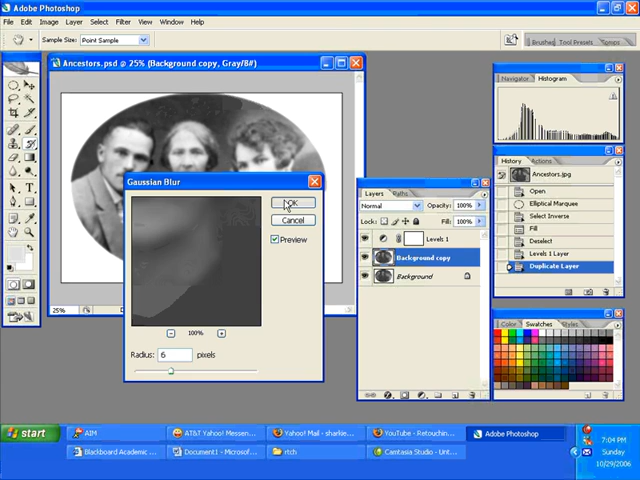 Adobe Photoshop
File Edit Image Layer Select Filter View Window Help
Sample Size: Point Sample
Brushes Tool Presets Comps
Ancestors.psd @ 25% (Background copy, Gray/8#)
Navigator Histogram
Gaussian Blur
OK
Cancel
Preview
100%
Radius: 6 pixels
25%
Layers Paths
Normal Opacity: 100%
Lock: Fill: 100%
Levels 1
Background copy
Background
History Actions
Ancestors.jpg
Open
Elliptical Marquee
Select Inverse
Fill
Deselect
Levels 1 Layer
Duplicate Layer
Color Swatches Styles
start
AIM
AT&T Yahoo! Messen...
Yahoo! Mail - sharkie...
YouTube - Retouchin...
Adobe Photoshop
Blackboard Academic ...
Document1 - Microsof...
rtch
Camtasia Studio - Unt...
7:04 PM
Sunday
10/29/2006